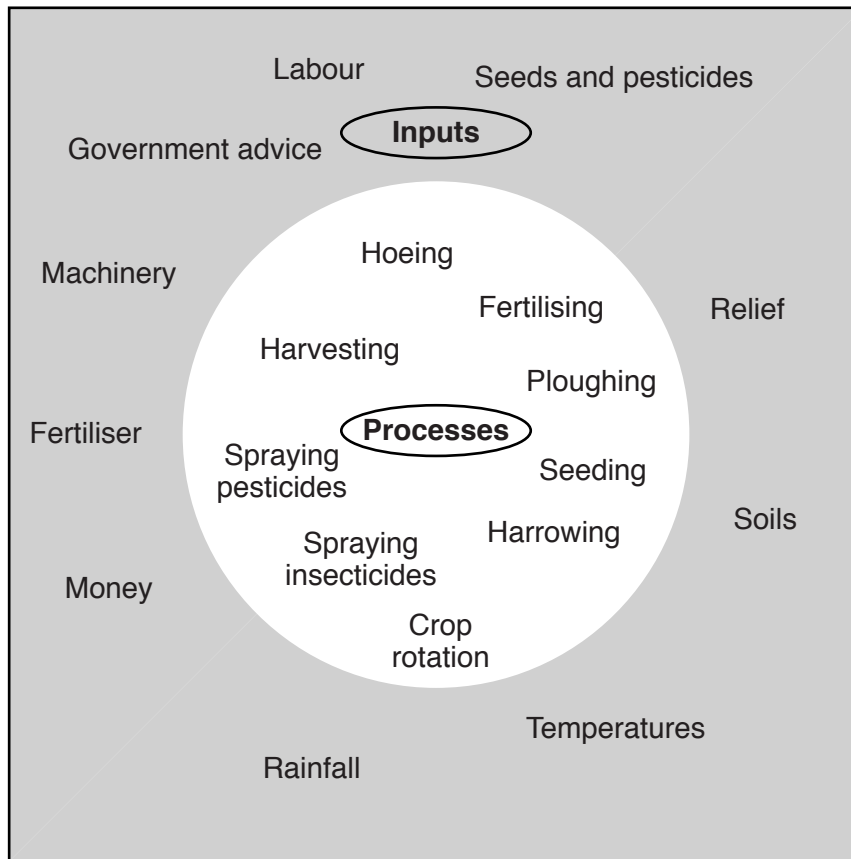 Labour
Seeds and pesticides
Inputs
Government advice
Hoeing
Machinery
Fertilising
Relief
Harvesting
Ploughing
Processes
Fertiliser
Spraying
pesticides
Seeding
Soils
Harrowing
Spraying
insecticides
Money
Crop
rotation
Temperatures
Rainfall